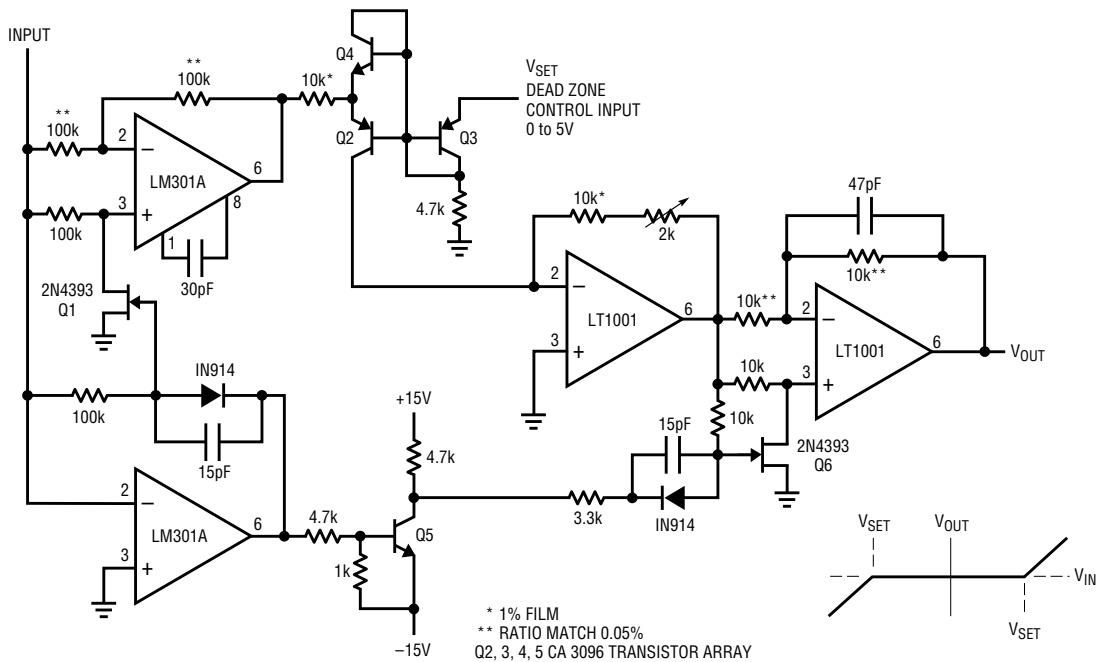 INPUT
**
100k
**
100k
2
–
3
+
LM301A
6
8
1
30pF
100k
10k*
Q4
Q2
Q3
VSET
DEAD ZONE
CONTROL INPUT
0 to 5V
4.7k
2N4393
Q1
100k
IN914
15pF
2
–
3
+
LM301A
6
4.7k
1k
Q5
+15V
4.7k
–15V
10k*
2k
2
–
3
+
LT1001
6
10k**
47pF
10k**
2
–
3
+
LT1001
6
VOUT
10k
10k
15pF
IN914
3.3k
2N4393
Q6
VSET
VOUT
VIN
VSET
* 1% FILM
** RATIO MATCH 0.05%
Q2, 3, 4, 5 CA 3096 TRANSISTOR ARRAY